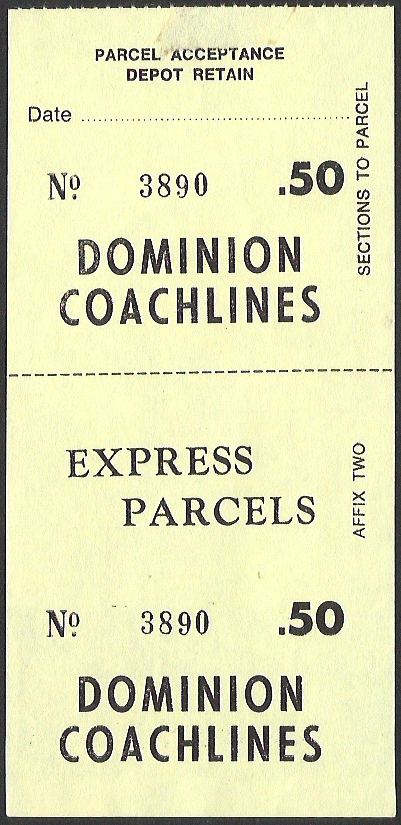 PARCEL ACCEPTANCE
DEPOT RETAIN
Date ........................................................
Nº 3890 .50
DOMINION
COACHLINES
EXPRESS
PARCELS
Nº 3890 .50
DOMINION
COACHLINES
AFFIX TWO SECTIONS TO PARCEL